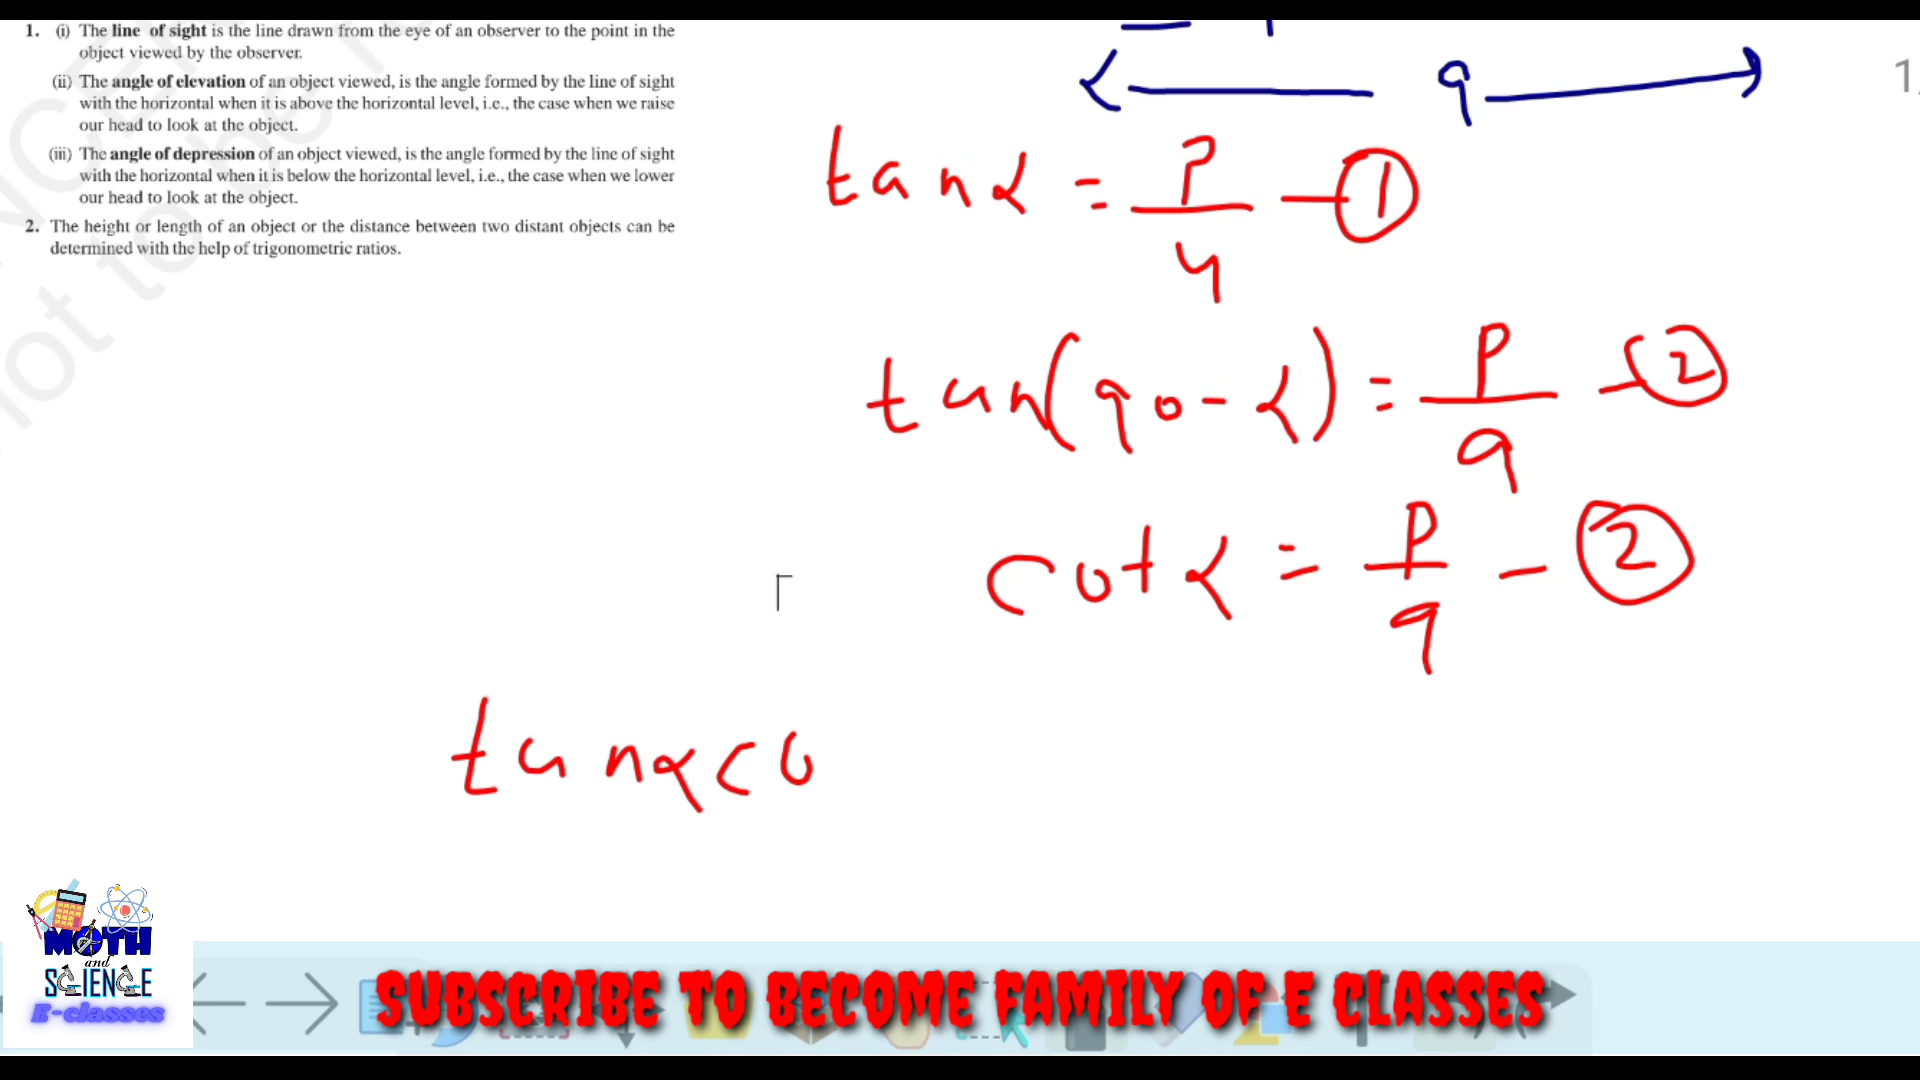 1. (i) The line of sight is the line drawn from the eye of an observer to the point in the
object viewed by the observer.
(ii) The angle of elevation of an object viewed, is the angle formed by the line of sight
with the horizontal when it is above the horizontal level, i.e., the case when we raise
our head to look at the object.
(iii) The angle of depression of an object viewed, is the angle formed by the line of sight
with the horizontal when it is below the horizontal level, i.e., the case when we lower
our head to look at the object.
2. The height or length of an object or the distance between two distant objects can be
determined with the help of trigonometric ratios.
9
tan α = P/4 — ①
tan(90 - α) = P/9 — ②
cot α = P/9 — ②
tan α co
MATH
and
SCIENCE
E-classes
SUBSCRIBE TO BECOME FAMILY OF E CLASSES